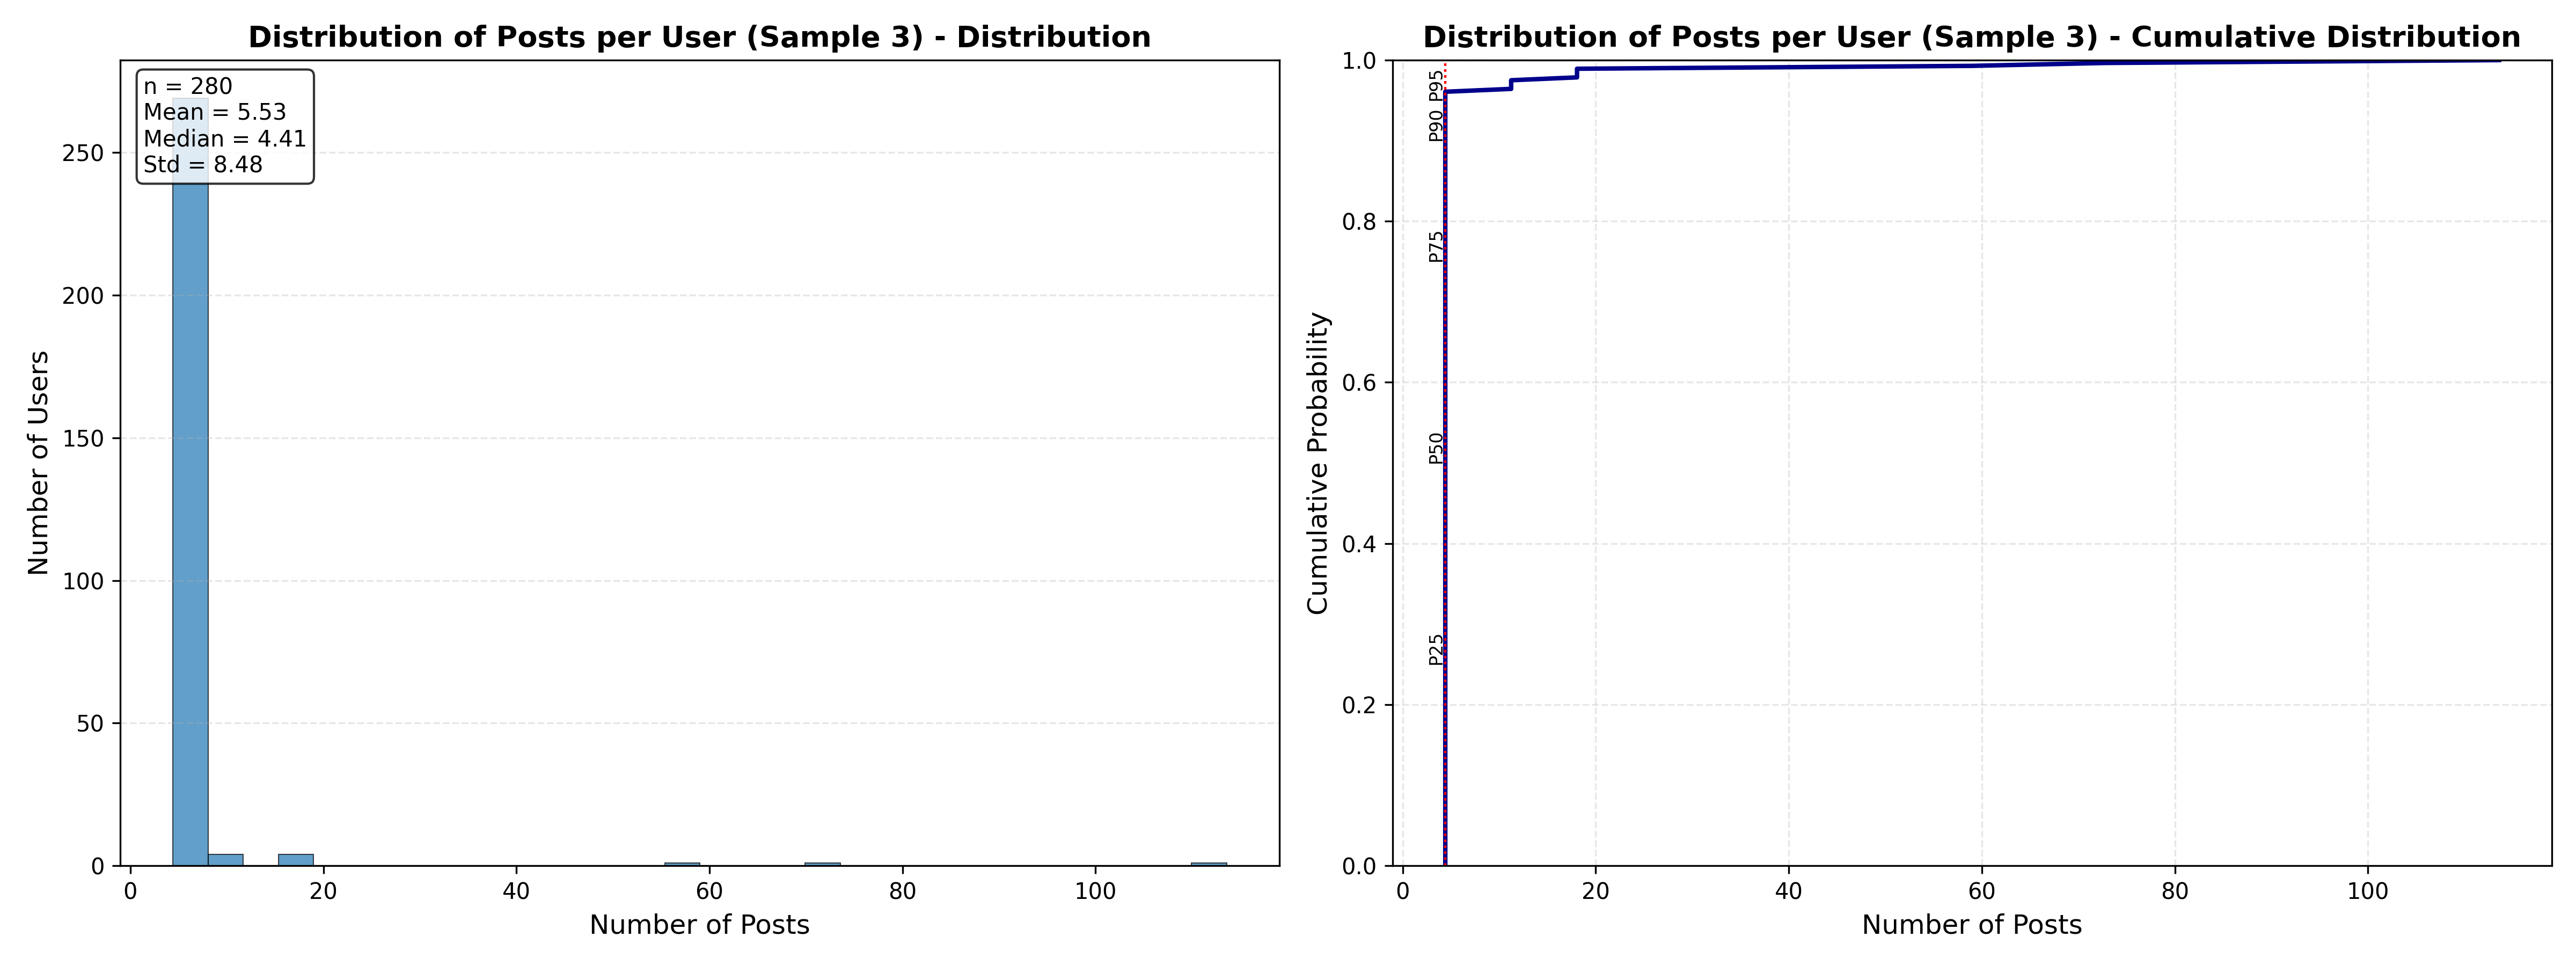 Distribution of Posts per User (Sample 3) - Distribution
n = 280
Mean = 5.53
Median = 4.41
Std = 8.48
Number of Users
250
200
150
100
50
0
0 20 40 60 80 100
Number of Posts
Distribution of Posts per User (Sample 3) - Cumulative Distribution
Cumulative Probability
1.0
0.8
0.6
0.4
0.2
0.0
P95
P90
P75
P50
P25
0 20 40 60 80 100
Number of Posts